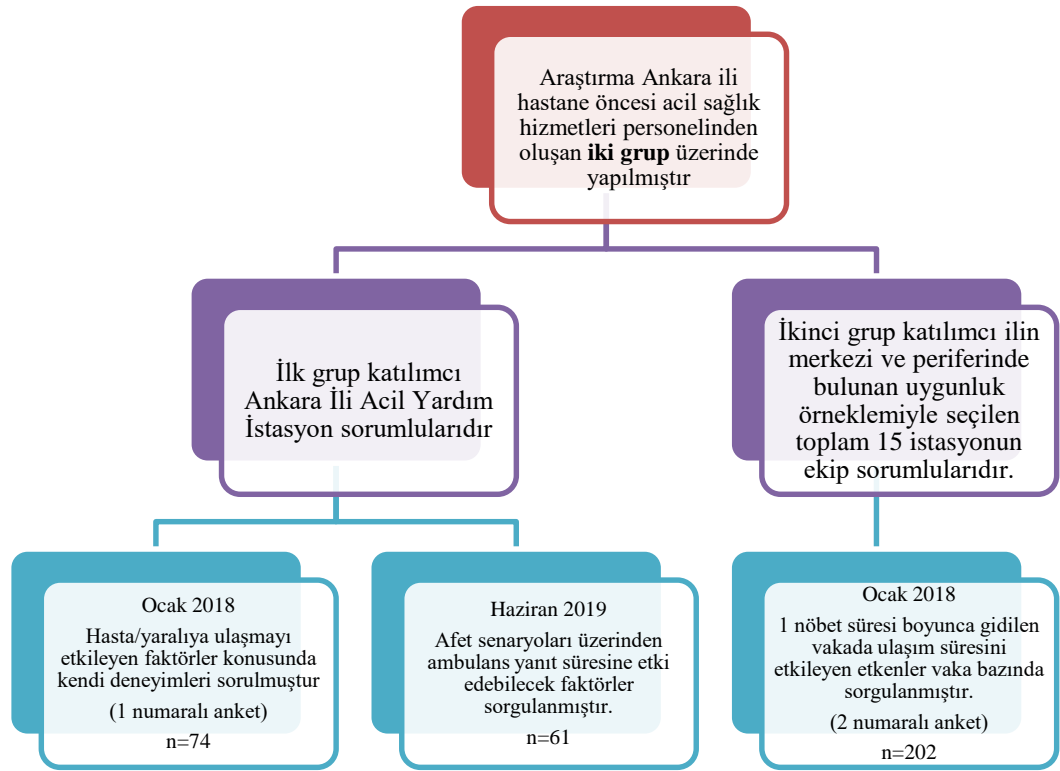 Araştırma Ankara ili
hastane öncesi acil sağlık
hizmetleri personelinden
oluşan iki grup üzerinde
yapılmıştır
İlk grup katılımcı
Ankara İli Acil Yardım
İstasyon sorumlularıdır
İkinci grup katılımcı ilin
merkezi ve periferinde
bulunan uygunluk
örneklemiyle seçilen
toplam 15 istasyonun
ekip sorumlularıdır.
Ocak 2018
Hasta/yaralıya ulaşmayı
etkileyen faktörler konusunda
kendi deneyimleri sorulmuştur
(1 numaralı anket)
n=74
Haziran 2019
Afet senaryoları üzerinden
ambulans yanıt süresine etki
edebilecek faktörler
sorgulanmıştır.
n=61
Ocak 2018
1 nöbet süresi boyunca gidilen
vakada ulaşım süresini
etkileyen etkenler vaka bazında
sorgulanmıştır.
(2 numaralı anket)
n=202